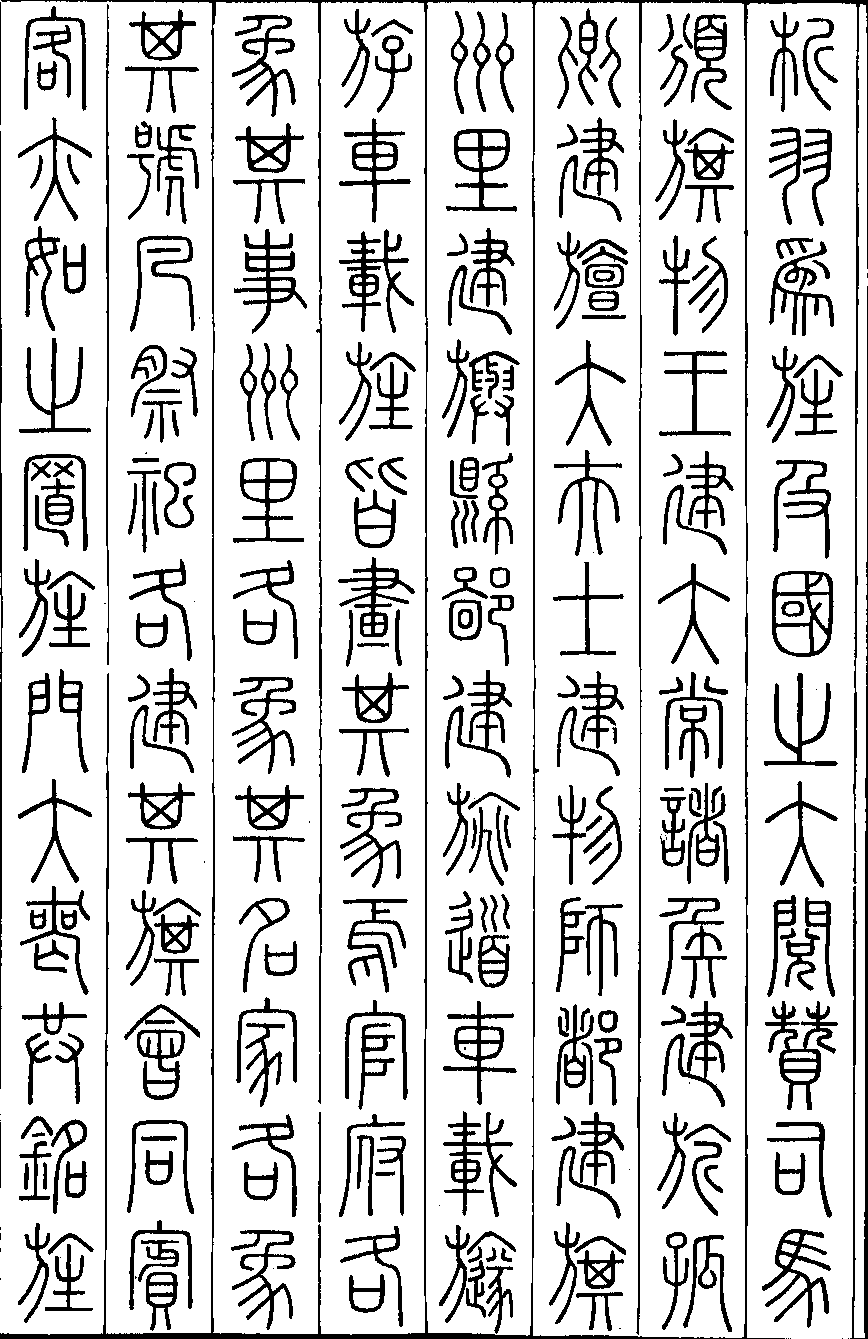 析羽為旌及國之大閱贊司馬
頒旗物王建大常諸侯建旂孤
卿建旜大夫士建物師都建旗
州里建旟縣鄙建旐道車載旞
斿車載旌皆畫其象焉官府各
象其事州里各象其名家各象
其號凡祭祀各建其旗會同賓
客亦如之置旌門大喪共銘旌